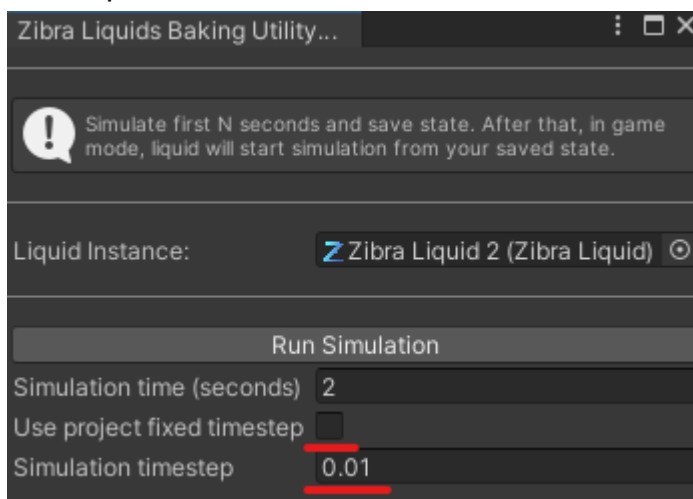 Zibra Liquids Baking Utility...
Simulate first N seconds and save state. After that, in game
mode, liquid will start simulation from your saved state.
Liquid Instance: Zibra Liquid 2 (Zibra Liquid)
Run Simulation
Simulation time (seconds) 2
Use project fixed timestep
Simulation timestep 0.01